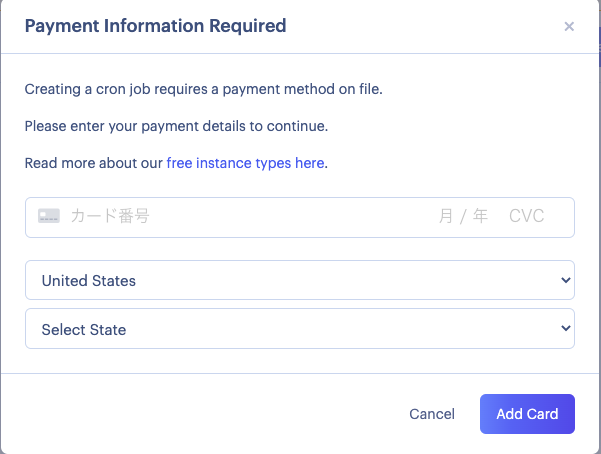 Payment Information Required
×
Creating a cron job requires a payment method on file.
Please enter your payment details to continue.
Read more about our free instance types here.
カード番号 月 / 年 CVC
United States
Select State
Cancel Add Card